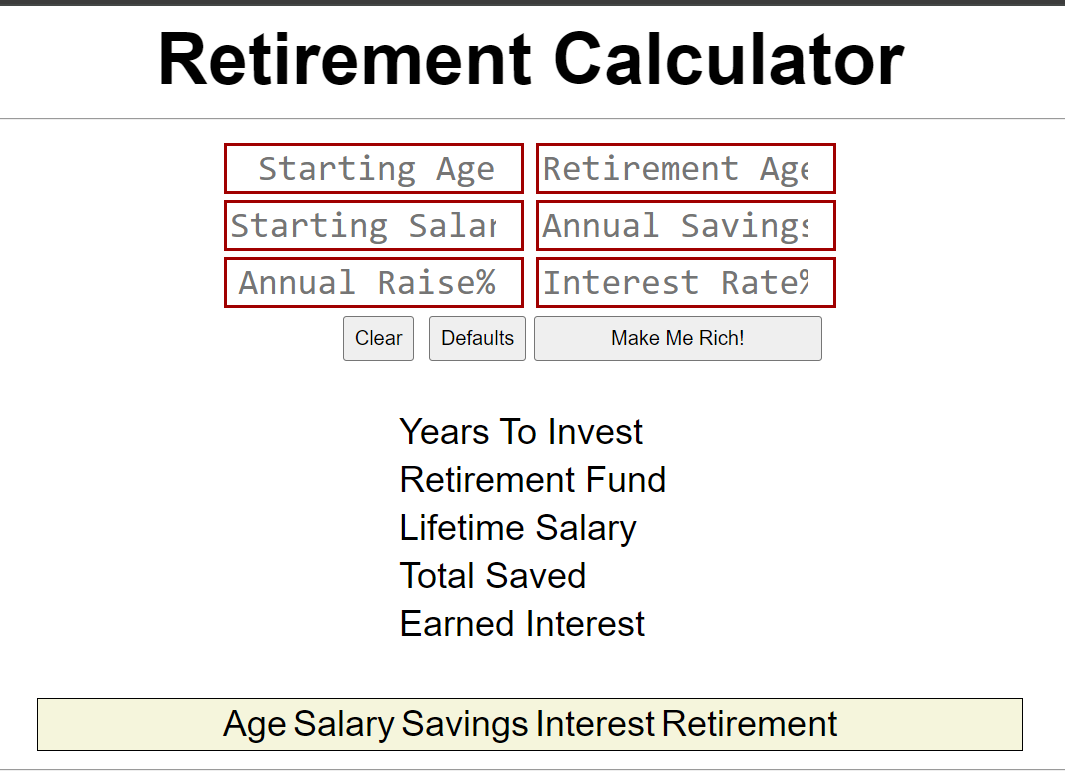 Retirement Calculator
Starting Age Retirement Age
Starting Salar Annual Savings
Annual Raise% Interest Rate%
Clear Defaults Make Me Rich!
Years To Invest
Retirement Fund
Lifetime Salary
Total Saved
Earned Interest
Age Salary Savings Interest Retirement